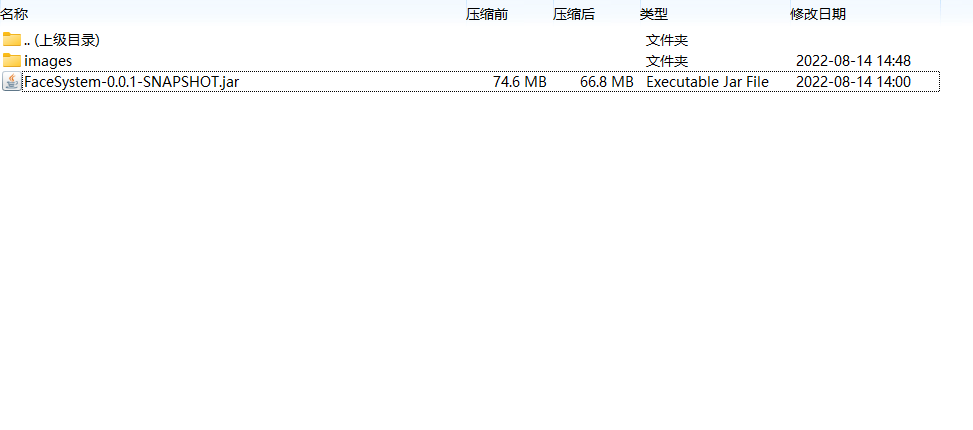 名称 压缩前 压缩后 类型 修改日期
.. (上级目录) 文件夹
images 文件夹 2022-08-14 14:48
FaceSystem-0.0.1-SNAPSHOT.jar 74.6 MB 66.8 MB Executable Jar File 2022-08-14 14:00